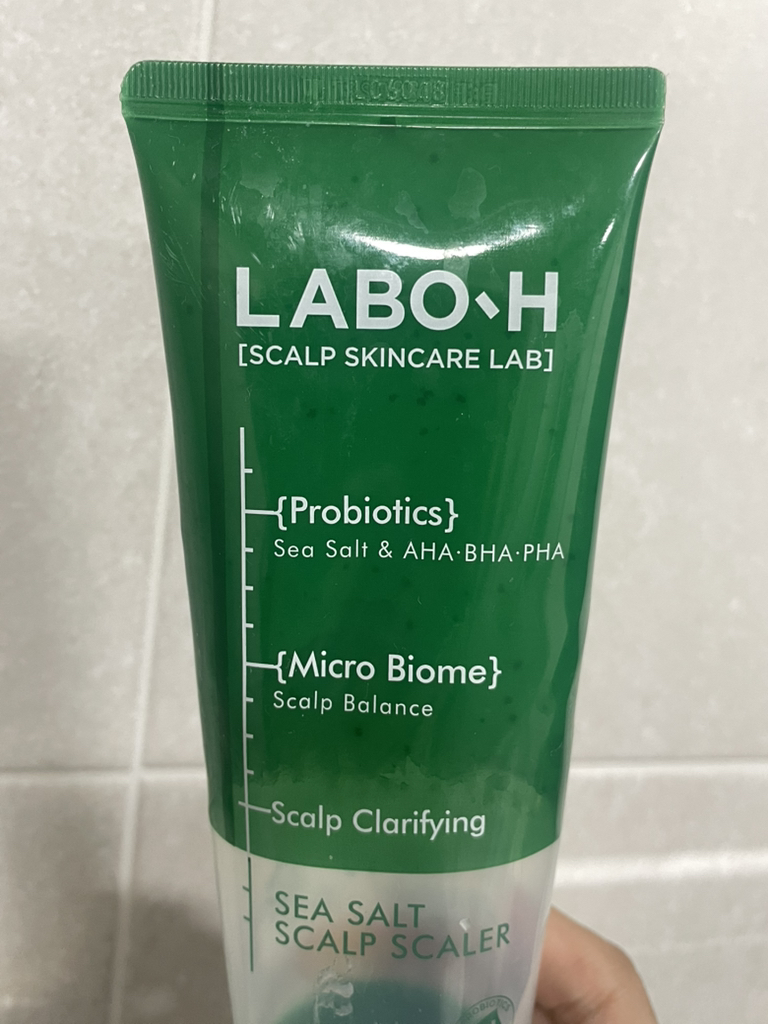 LABO-H
[SCALP SKINCARE LAB]
{Probiotics}
Sea Salt & AHA·BHA·PHA
{Micro Biome}
Scalp Balance
Scalp Clarifying
SEA SALT
SCALP SCALER